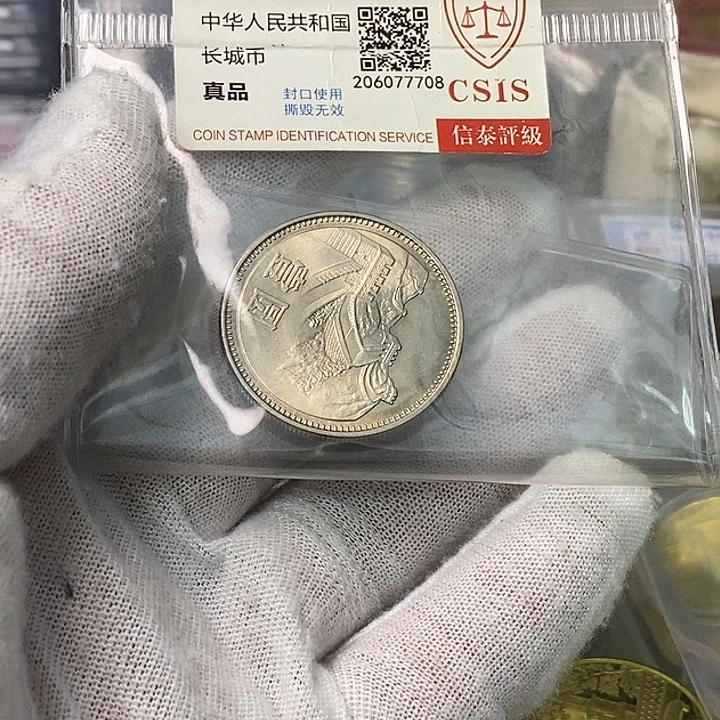 中华人民共和国
长城币
真品
封口使用
撕毁无效
206077708
CSIS
COIN STAMP IDENTIFICATION SERVICE
信泰評級
壹圆